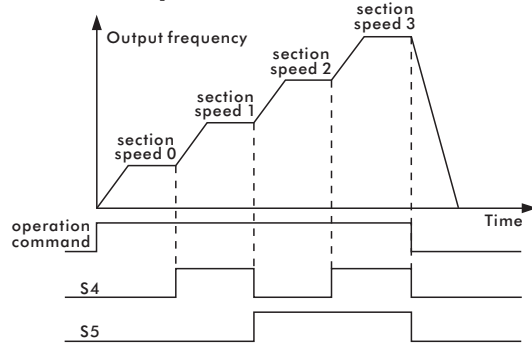 section
speed 3
Output frequency
section
speed 2
section
speed 1
section
speed 0
Time
operation
command
S4
S5